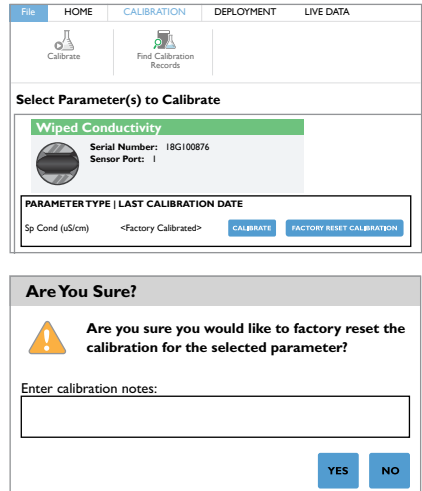 File HOME CALIBRATION DEPLOYMENT LIVE DATA
Calibrate Find Calibration
Records
Select Parameter(s) to Calibrate
Wiped Conductivity
Serial Number: 18G100876
Sensor Port: 1
PARAMETER TYPE | LAST CALIBRATION DATE
Sp Cond (uS/cm) <Factory Calibrated> CALIBRATE FACTORY RESET CALIBRATION
Are You Sure?
Are you sure you would like to factory reset the
calibration for the selected parameter?
Enter calibration notes:
YES NO